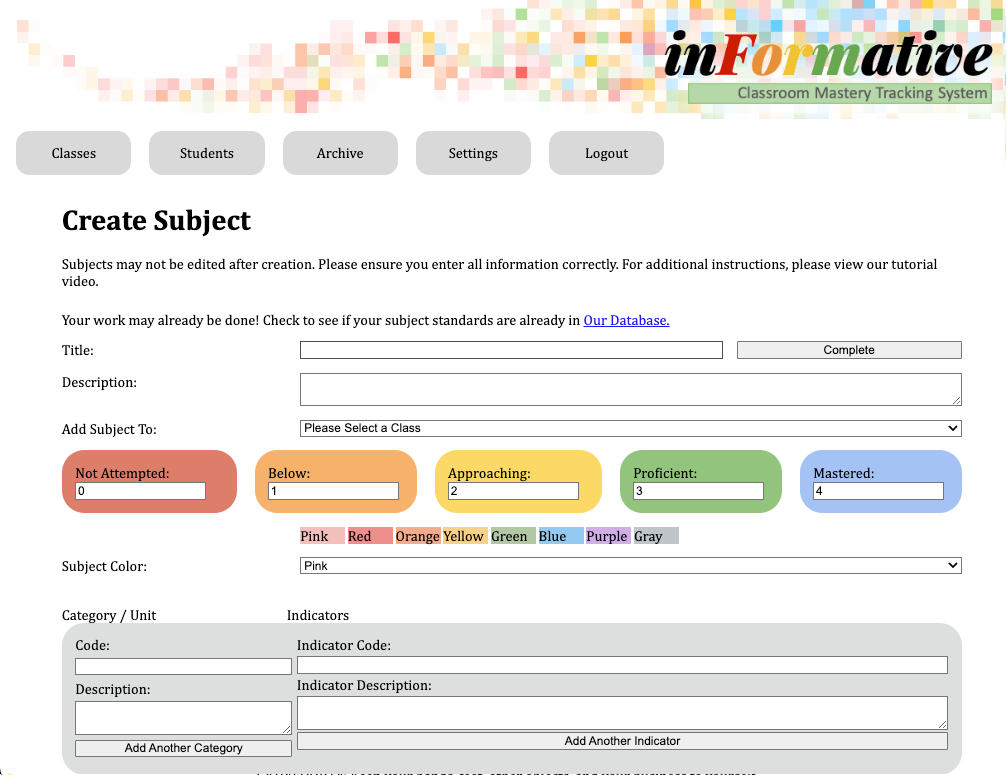 inFormative
Classroom Mastery Tracking System
Classes Students Archive Settings Logout
Create Subject
Subjects may not be edited after creation. Please ensure you enter all information correctly. For additional instructions, please view our tutorial
video.
Your work may already be done! Check to see if your subject standards are already in Our Database.
Title: Complete
Description:
Add Subject To: Please Select a Class
Not Attempted: Below: Approaching: Proficient: Mastered:
0 1 2 3 4
Pink Red Orange Yellow Green Blue Purple Gray
Subject Color: Pink
Category / Unit Indicators
Code: Indicator Code:
Description: Indicator Description:
Add Another Category Add Another Indicator